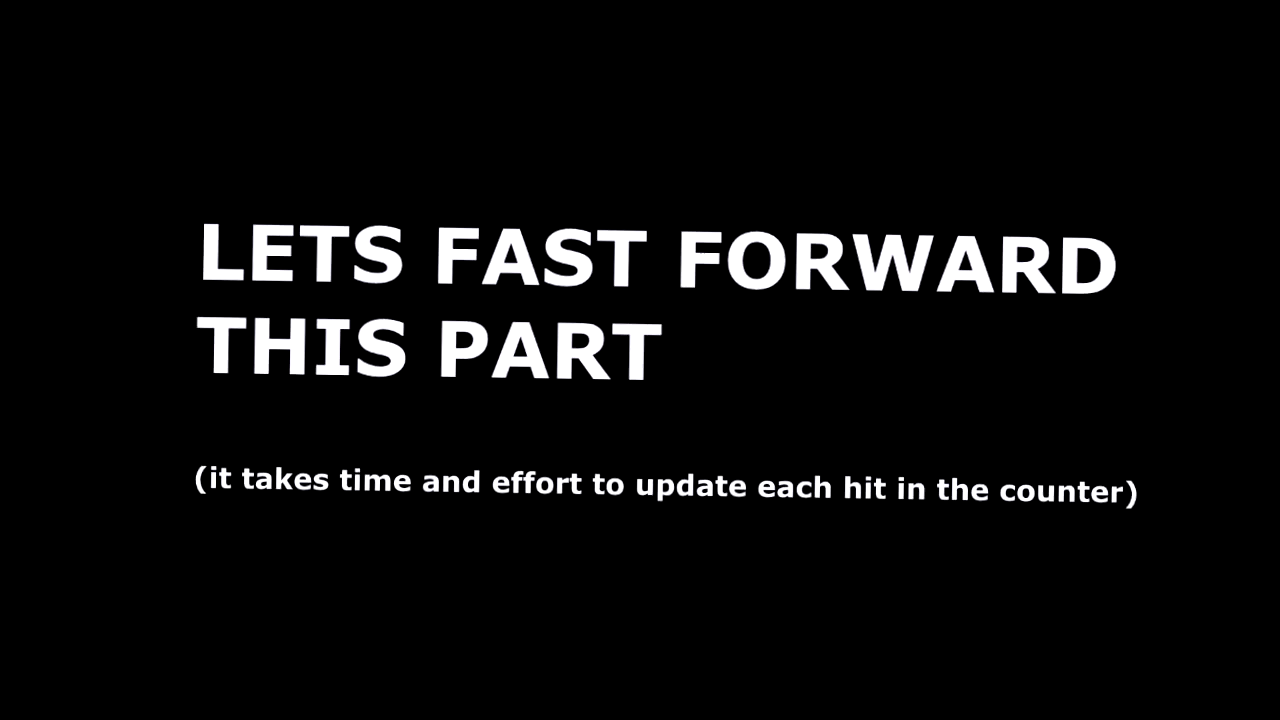 LETS FAST FORWARD
THIS PART
(it takes time and effort to update each hit in the counter)